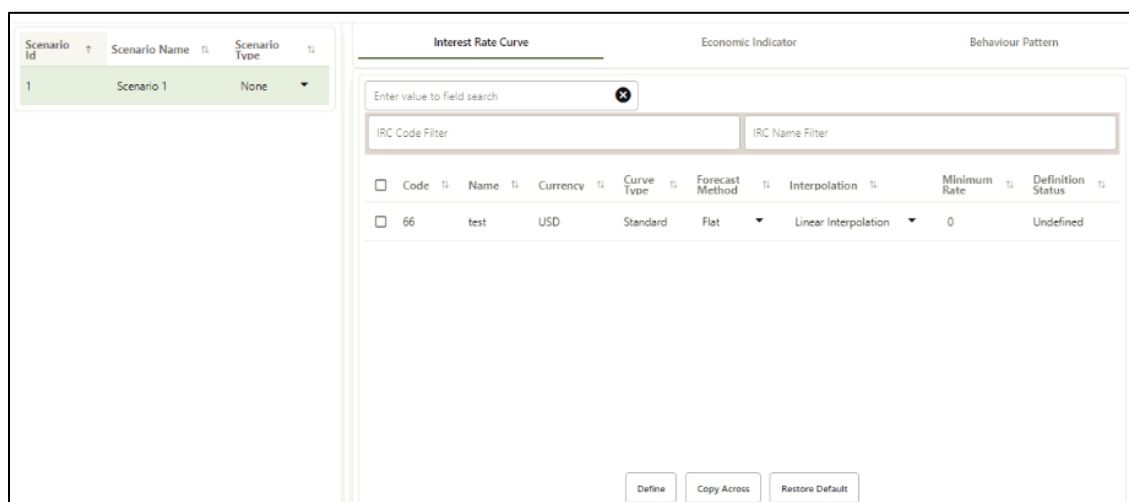 Scenario Id Scenario Name Scenario Type
1 Scenario 1 None
Interest Rate Curve Economic Indicator Behaviour Pattern
Enter value to field search
IRC Code Filter IRC Name Filter
Code Name Currency Curve Type Forecast Method Interpolation Minimum Rate Definition Status
66 test USD Standard Flat Linear Interpolation 0 Undefined
Define Copy Across Restore Default